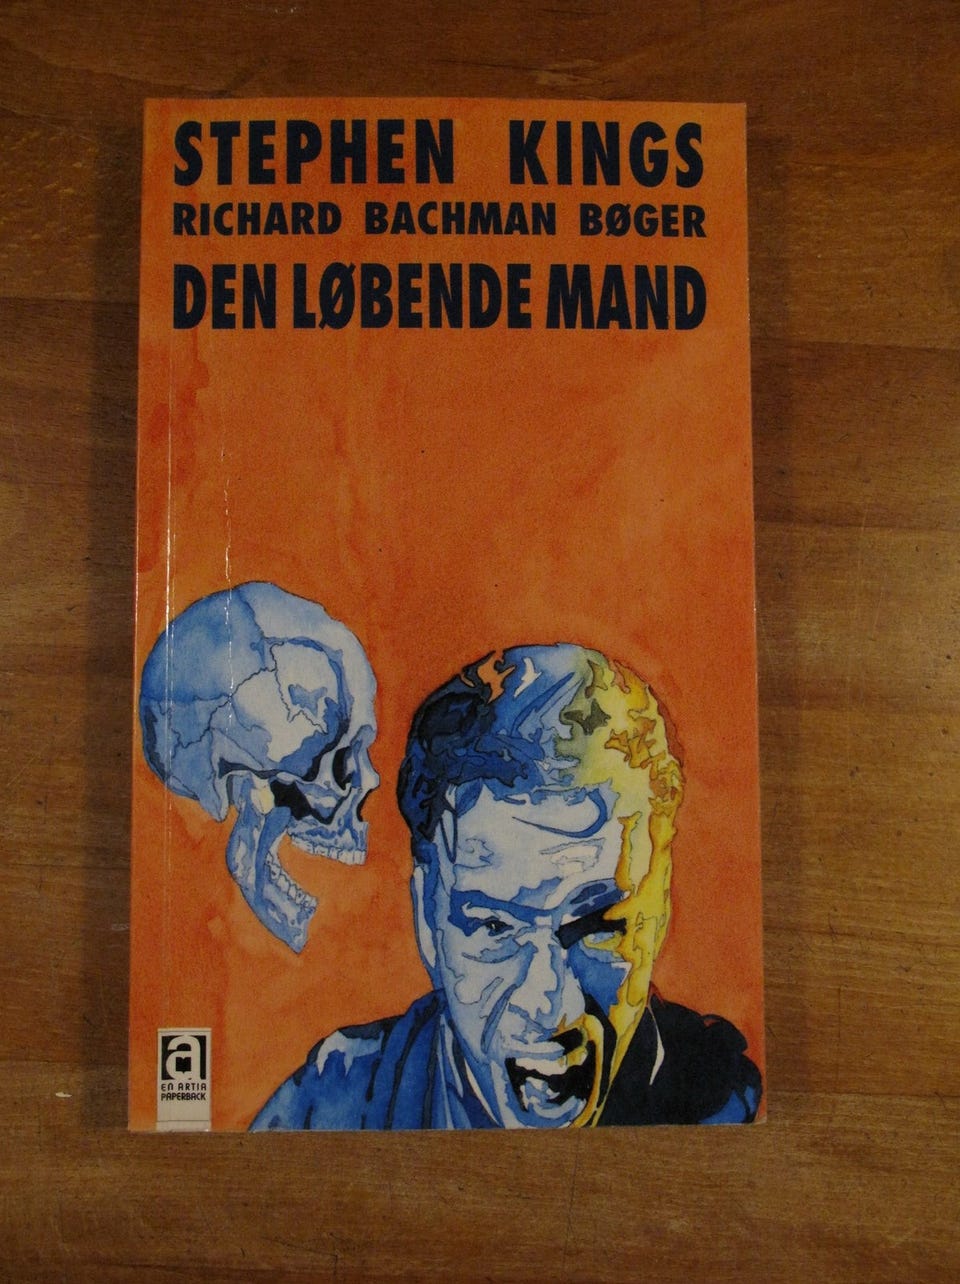 STEPHEN KINGS
RICHARD BACHMAN BØGER
DEN LØBENDE MAND
a
EN ARTIA
PAPERBACK